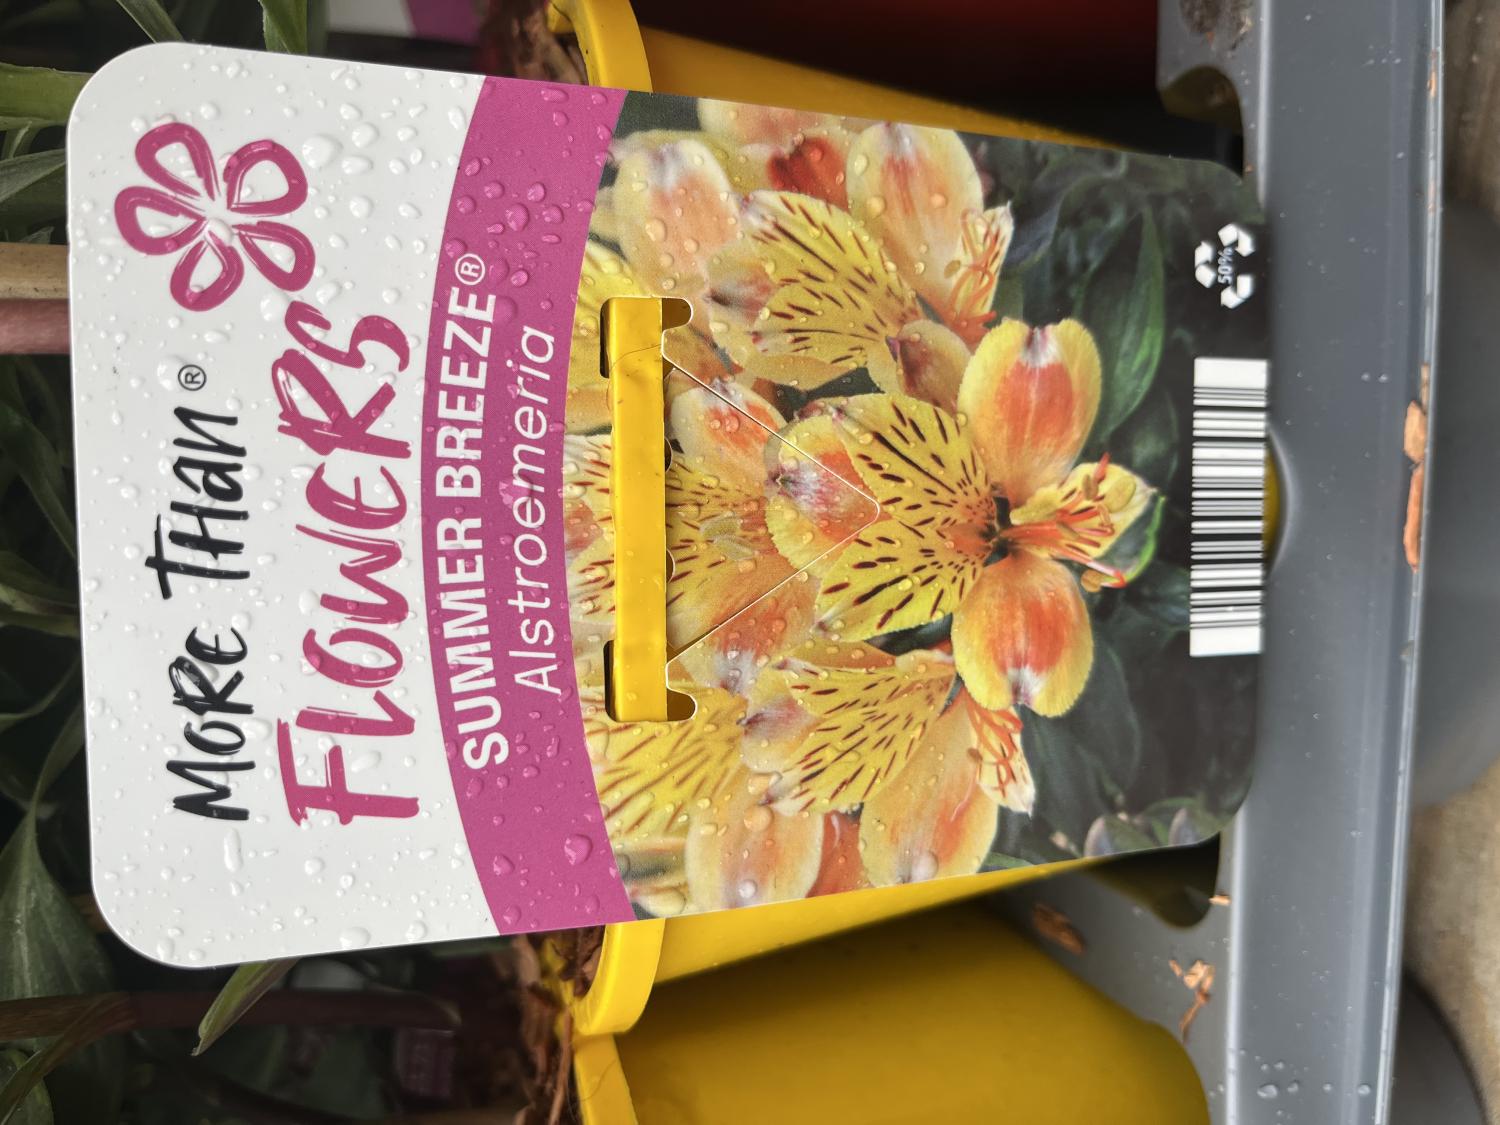 MORE THAN®
FLOWERS
SUMMER BREEZE®
Alstroemeria
50%